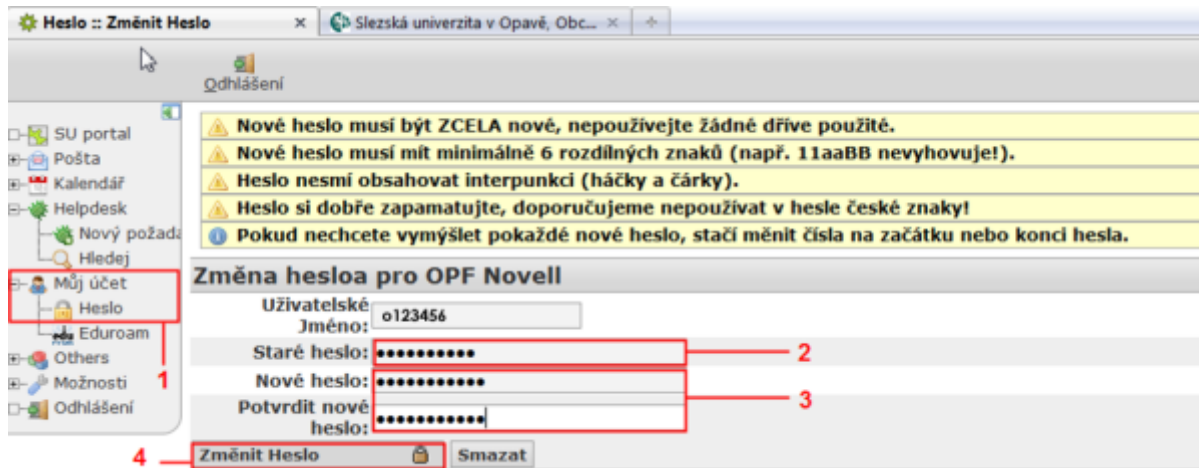 Heslo :: Změnit Heslo
Slezská univerzita v Opavě, Obc...
Odhlášení
SU portal
Pošta
Kalendář
Helpdesk
Nový požada
Hledej
Můj účet
Heslo
Eduroam
Others
Možnosti
Odhlášení
1
Nové heslo musí být ZCELA nové, nepoužívejte žádné dříve použité.
Nové heslo musí mít minimálně 6 rozdílných znaků (např. 11aaBB nevyhovuje!).
Heslo nesmí obsahovat interpunkci (háčky a čárky).
Heslo si dobře zapamatujte, doporučujeme nepoužívat v hesle české znaky!
Pokud nechcete vymýšlet pokaždé nové heslo, stačí měnit čísla na začátku nebo konci hesla.
Změna hesloa pro OPF Novell
Uživatelské
Jméno: o123456
Staré heslo: ●●●●●●●●●● 2
Nové heslo: ●●●●●●●●●●●
3
Potvrdit nové
heslo: ●●●●●●●●●●●
4 Změnit Heslo Smazat